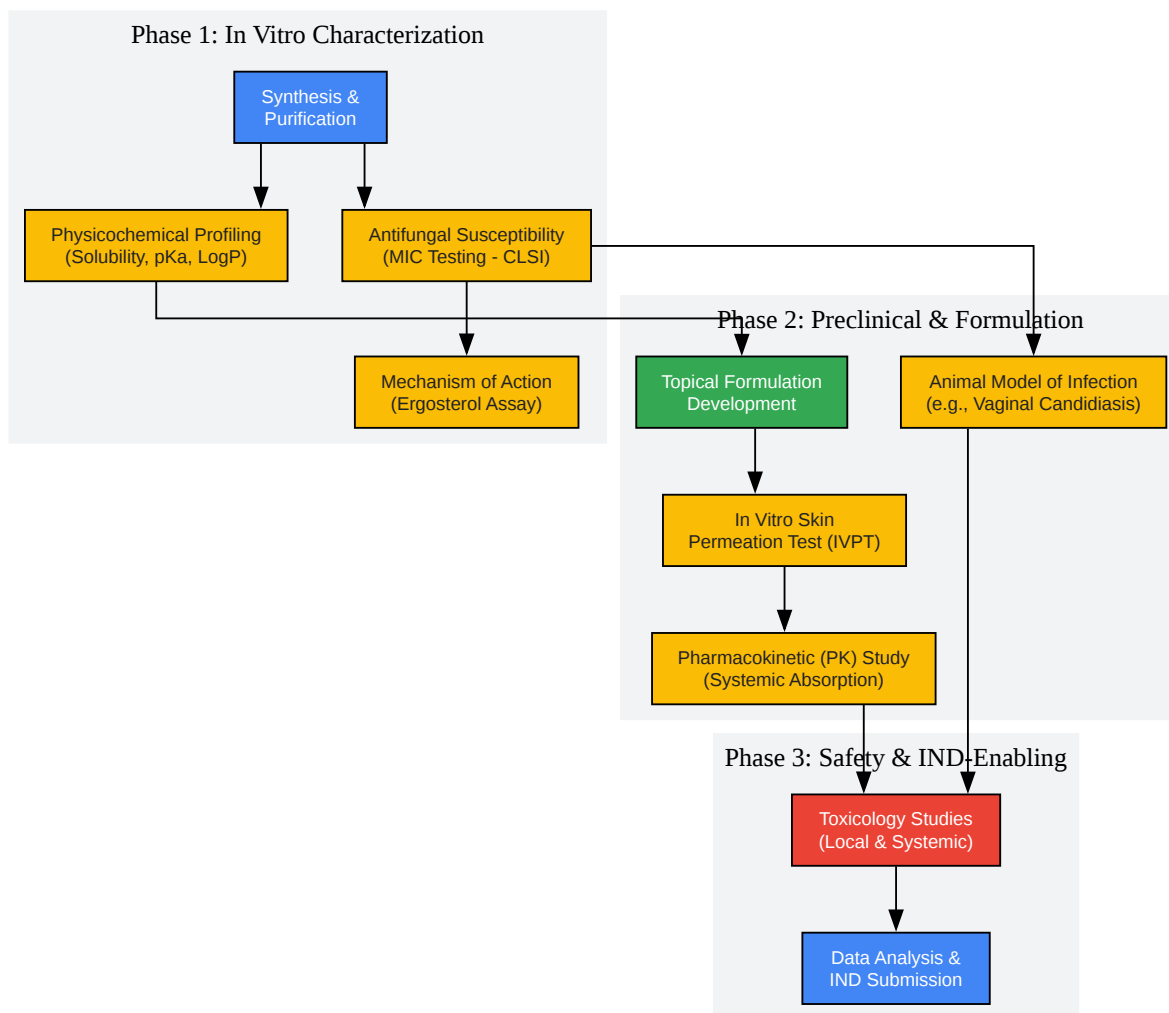 Phase 1: In Vitro Characterization
Synthesis &
Purification
Physicochemical Profiling
(Solubility, pKa, LogP)
Antifungal Susceptibility
(MIC Testing - CLSI)
Mechanism of Action
(Ergosterol Assay)
Phase 2: Preclinical & Formulation
Topical Formulation
Development
Animal Model of Infection
(e.g., Vaginal Candidiasis)
In Vitro Skin
Permeation Test (IVPT)
Pharmacokinetic (PK) Study
(Systemic Absorption)
Phase 3: Safety & IND-Enabling
Toxicology Studies
(Local & Systemic)
Data Analysis &
IND Submission